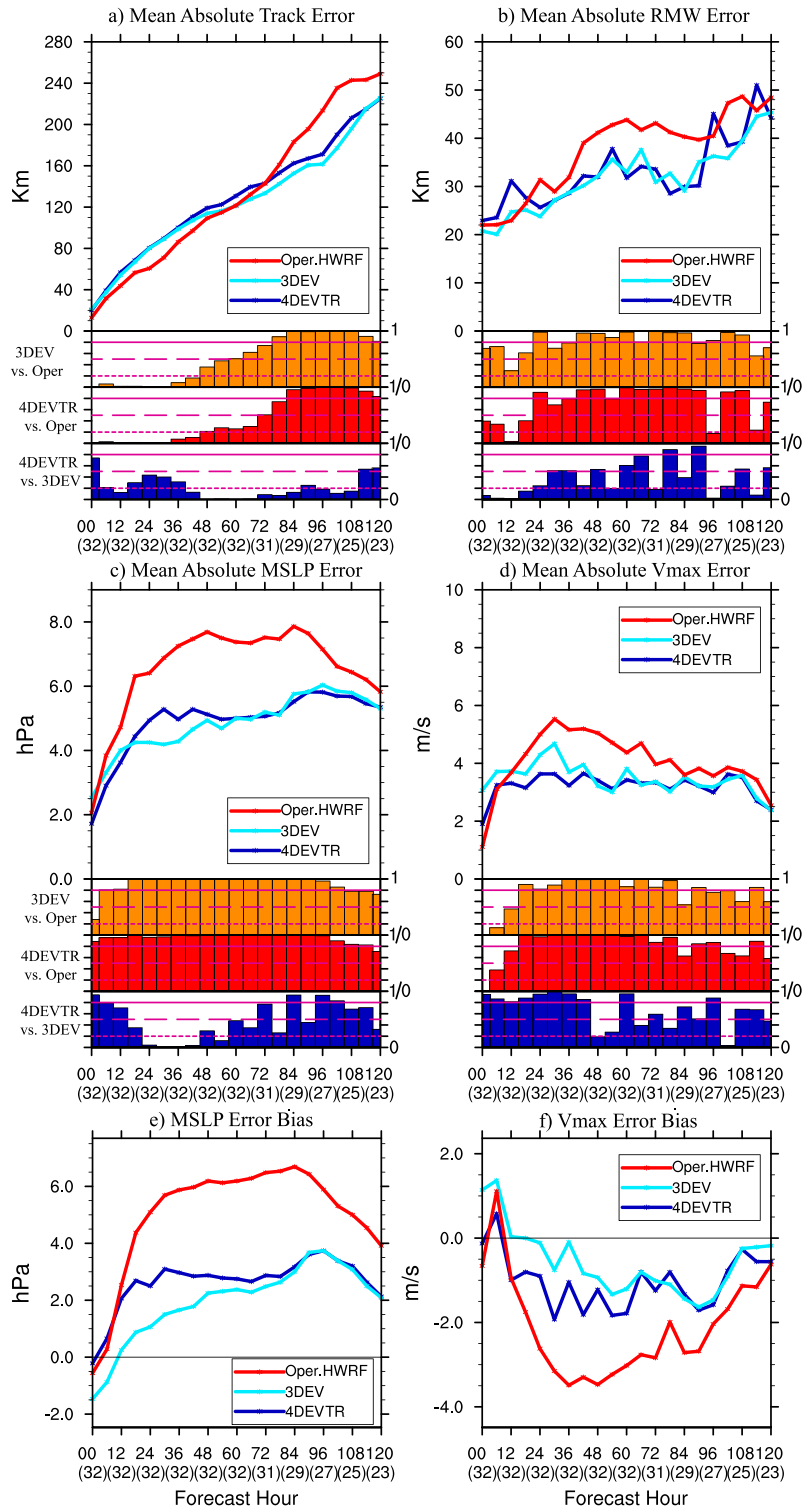 a) Mean Absolute Track Error
280
240
200
160
120
80
40
0
Km
Oper.HWRF
3DEV
4DEVTR
3DEV
vs. Oper
4DEVTR
vs. Oper
4DEVTR
vs. 3DEV
1
1/0
1/0
0
00 12 24 36 48 60 72 84 96 108 120
(32)(32)(32)(32)(32)(32)(31)(29)(27)(25)(23)
b) Mean Absolute RMW Error
60
50
40
30
20
10
0
Km
Oper.HWRF
3DEV
4DEVTR
1
1/0
1/0
0
00 12 24 36 48 60 72 84 96 108 120
(32)(32)(32)(32)(32)(32)(31)(29)(27)(25)(23)
c) Mean Absolute MSLP Error
8.0
6.0
4.0
2.0
0.0
hPa
Oper.HWRF
3DEV
4DEVTR
3DEV
vs. Oper
4DEVTR
vs. Oper
4DEVTR
vs. 3DEV
1
1/0
1/0
0
00 12 24 36 48 60 72 84 96 108 120
(32)(32)(32)(32)(32)(32)(31)(29)(27)(25)(23)
d) Mean Absolute Vmax Error
10
8
6
4
2
0
m/s
Oper.HWRF
3DEV
4DEVTR
1
1/0
1/0
0
00 12 24 36 48 60 72 84 96 108 120
(32)(32)(32)(32)(32)(32)(31)(29)(27)(25)(23)
e) MSLP Error Bias
6.0
4.0
2.0
0.0
-2.0
hPa
Oper.HWRF
3DEV
4DEVTR
00 12 24 36 48 60 72 84 96 108 120
(32)(32)(32)(32)(32)(32)(31)(29)(27)(25)(23)
Forecast Hour
f) Vmax Error Bias
2.0
0.0
-2.0
-4.0
m/s
Oper.HWRF
3DEV
4DEVTR
00 12 24 36 48 60 72 84 96 108 120
(32)(32)(32)(32)(32)(32)(31)(29)(27)(25)(23)
Forecast Hour